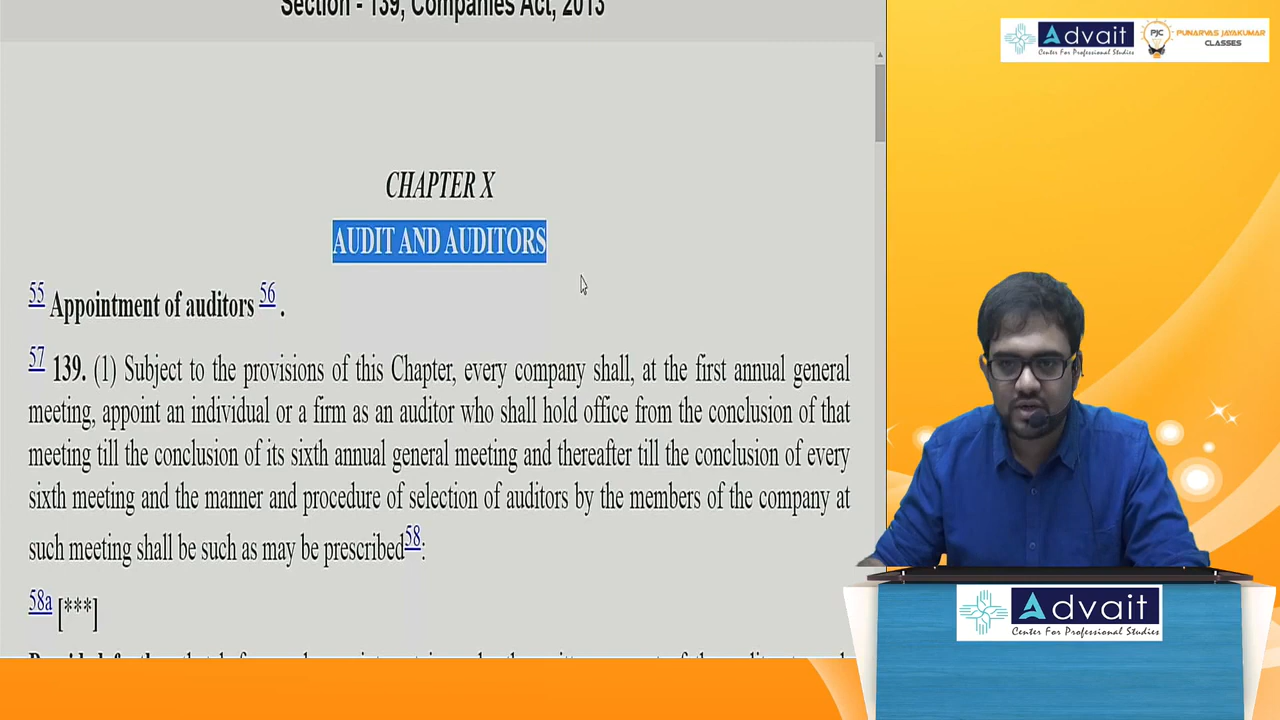 Section - 139, Companies Act, 2013
Advait
Center For Professional Studies
PJC
PUNARVAS JAYAKUMAR
CLASSES
CHAPTER X
AUDIT AND AUDITORS
55 Appointment of auditors 56 .
57 139. (1) Subject to the provisions of this Chapter, every company shall, at the first annual general
meeting, appoint an individual or a firm as an auditor who shall hold office from the conclusion of that
meeting till the conclusion of its sixth annual general meeting and thereafter till the conclusion of every
sixth meeting and the manner and procedure of selection of auditors by the members of the company at
such meeting shall be such as may be prescribed58:
58a [***]
Advait
Center For Professional Studies